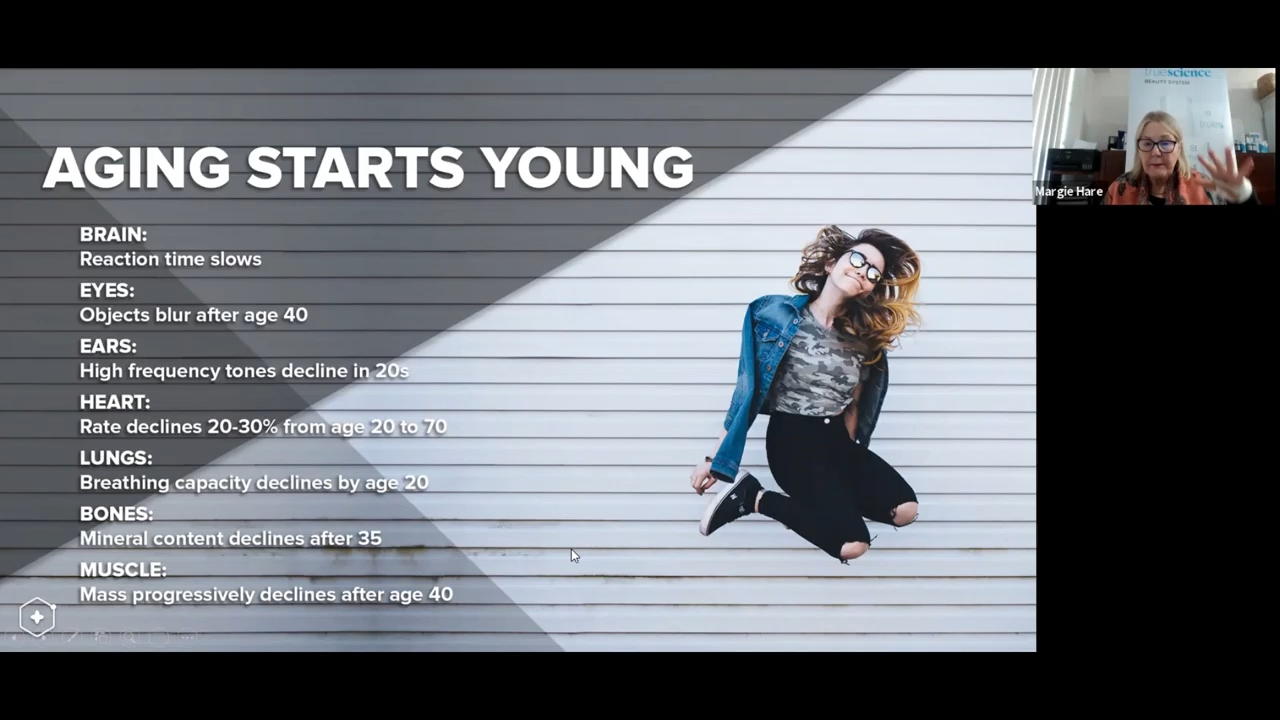 AGING STARTS YOUNG
BRAIN:
Reaction time slows
EYES:
Objects blur after age 40
EARS:
High frequency tones decline in 20s
HEART:
Rate declines 20-30% from age 20 to 70
LUNGS:
Breathing capacity declines by age 20
BONES:
Mineral content declines after 35
MUSCLE:
Mass progressively declines after age 40
truescience
BEAUTY SYSTEM
Margie Hare